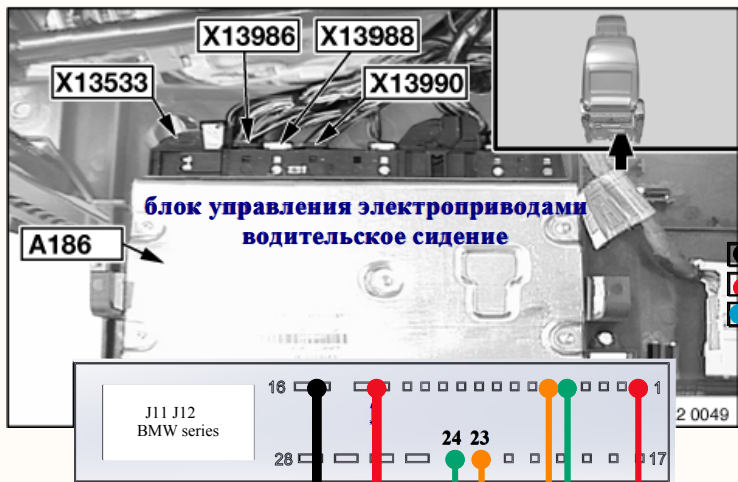 X13986
X13988
X13533
X13990
блок управления электроприводами
водительское сидение
A186
16
1
J11 J12
BMW series
2 0049
24 23
28
17